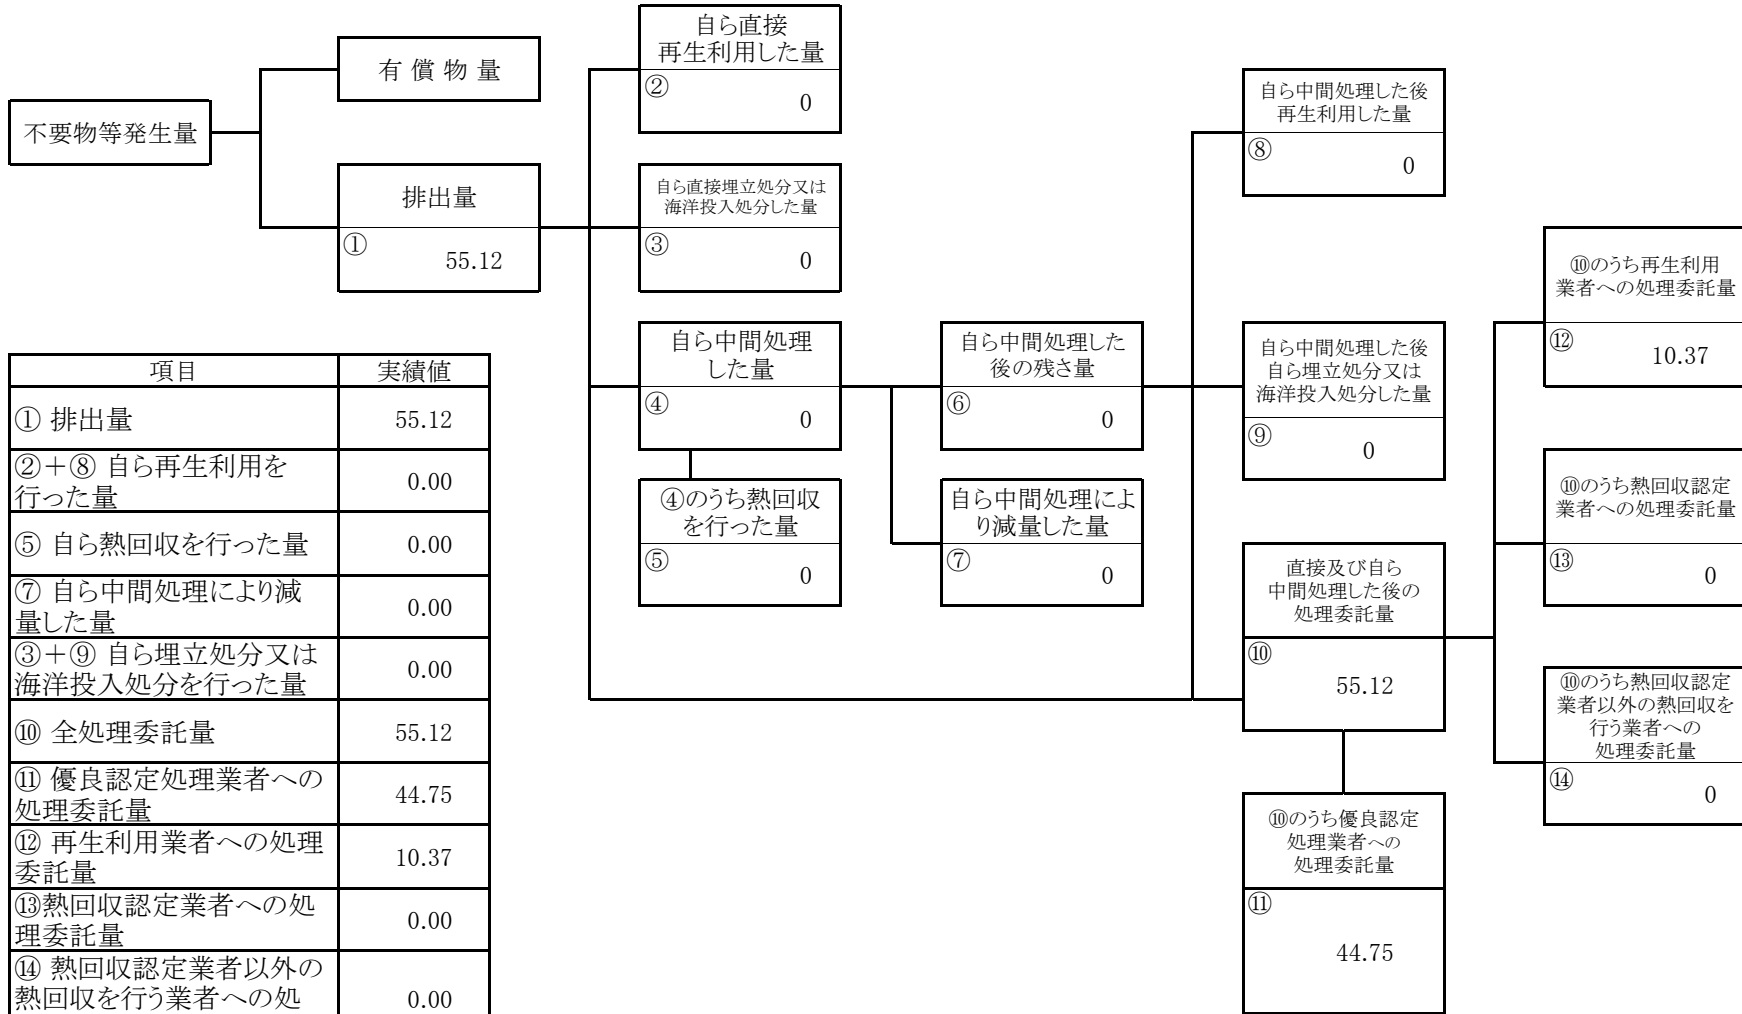 不要物等発生量
有 償 物 量
排出量
①
55.12
自ら直接
再生利用した量
②
0
自ら直接埋立処分又は
海洋投入処分した量
③
0
自ら中間処理
した量
④
0
④のうち熱回収
を行った量
⑤
0
自ら中間処理した
後の残さ量
⑥
0
自ら中間処理によ
り減量した量
⑦
0
自ら中間処理した後
再生利用した量
⑧
0
自ら中間処理した後
自ら埋立処分又は
海洋投入処分した量
⑨
0
直接及び自ら
中間処理した後の
処理委託量
⑩
55.12
⑩のうち優良認定
処理業者への
処理委託量
⑪
44.75
⑩のうち再生利用
業者への処理委託量
⑫
10.37
⑩のうち熱回収認定
業者への処理委託量
⑬
0
⑩のうち熱回収認定
業者以外の熱回収を
行う業者への
処理委託量
⑭
0
項目 実績値
① 排出量 55.12
②＋⑧ 自ら再生利用を
行った量 0.00
⑤ 自ら熱回収を行った量 0.00
⑦ 自ら中間処理により減
量した量 0.00
③＋⑨ 自ら埋立処分又は
海洋投入処分を行った量 0.00
⑩ 全処理委託量 55.12
⑪ 優良認定処理業者への
処理委託量 44.75
⑫ 再生利用業者への処理
委託量 10.37
⑬熱回収認定業者への処
理委託量 0.00
⑭ 熱回収認定業者以外の
熱回収を行う業者への処 0.00